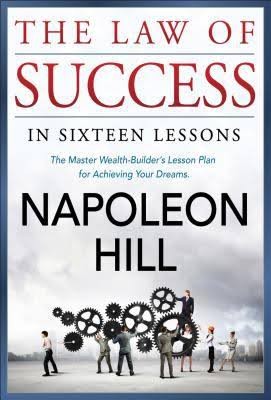 THE LAW OF
SUCCESS
IN SIXTEEN LESSONS
The Master Wealth-Builder's Lesson Plan
for Achieving Your Dreams.
NAPOLEON
HILL